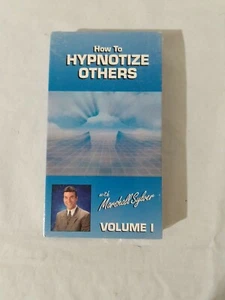 How To
HYPNOTIZE
OTHERS
with
Marshall Sylver
VOLUME I